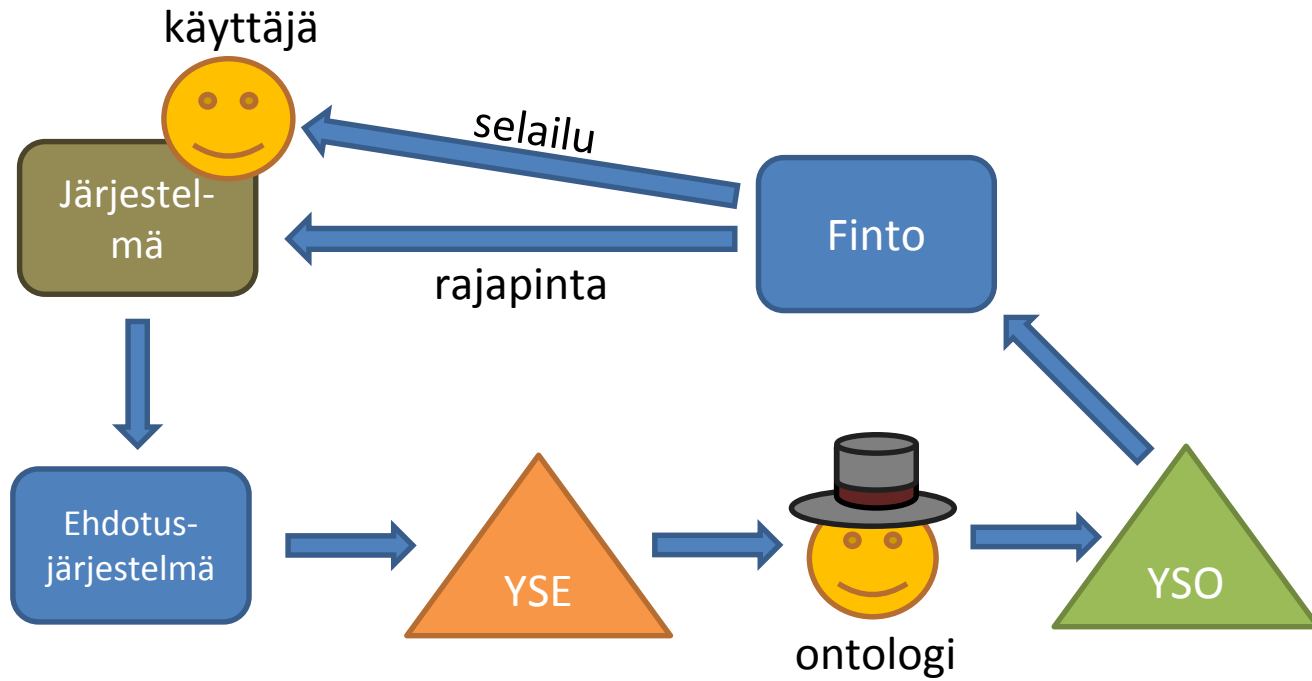 käyttäjä
selailu
Järjestel-
mä
Finto
rajapinta
Ehdotus-
järjestelmä
YSE
YSO
ontologi